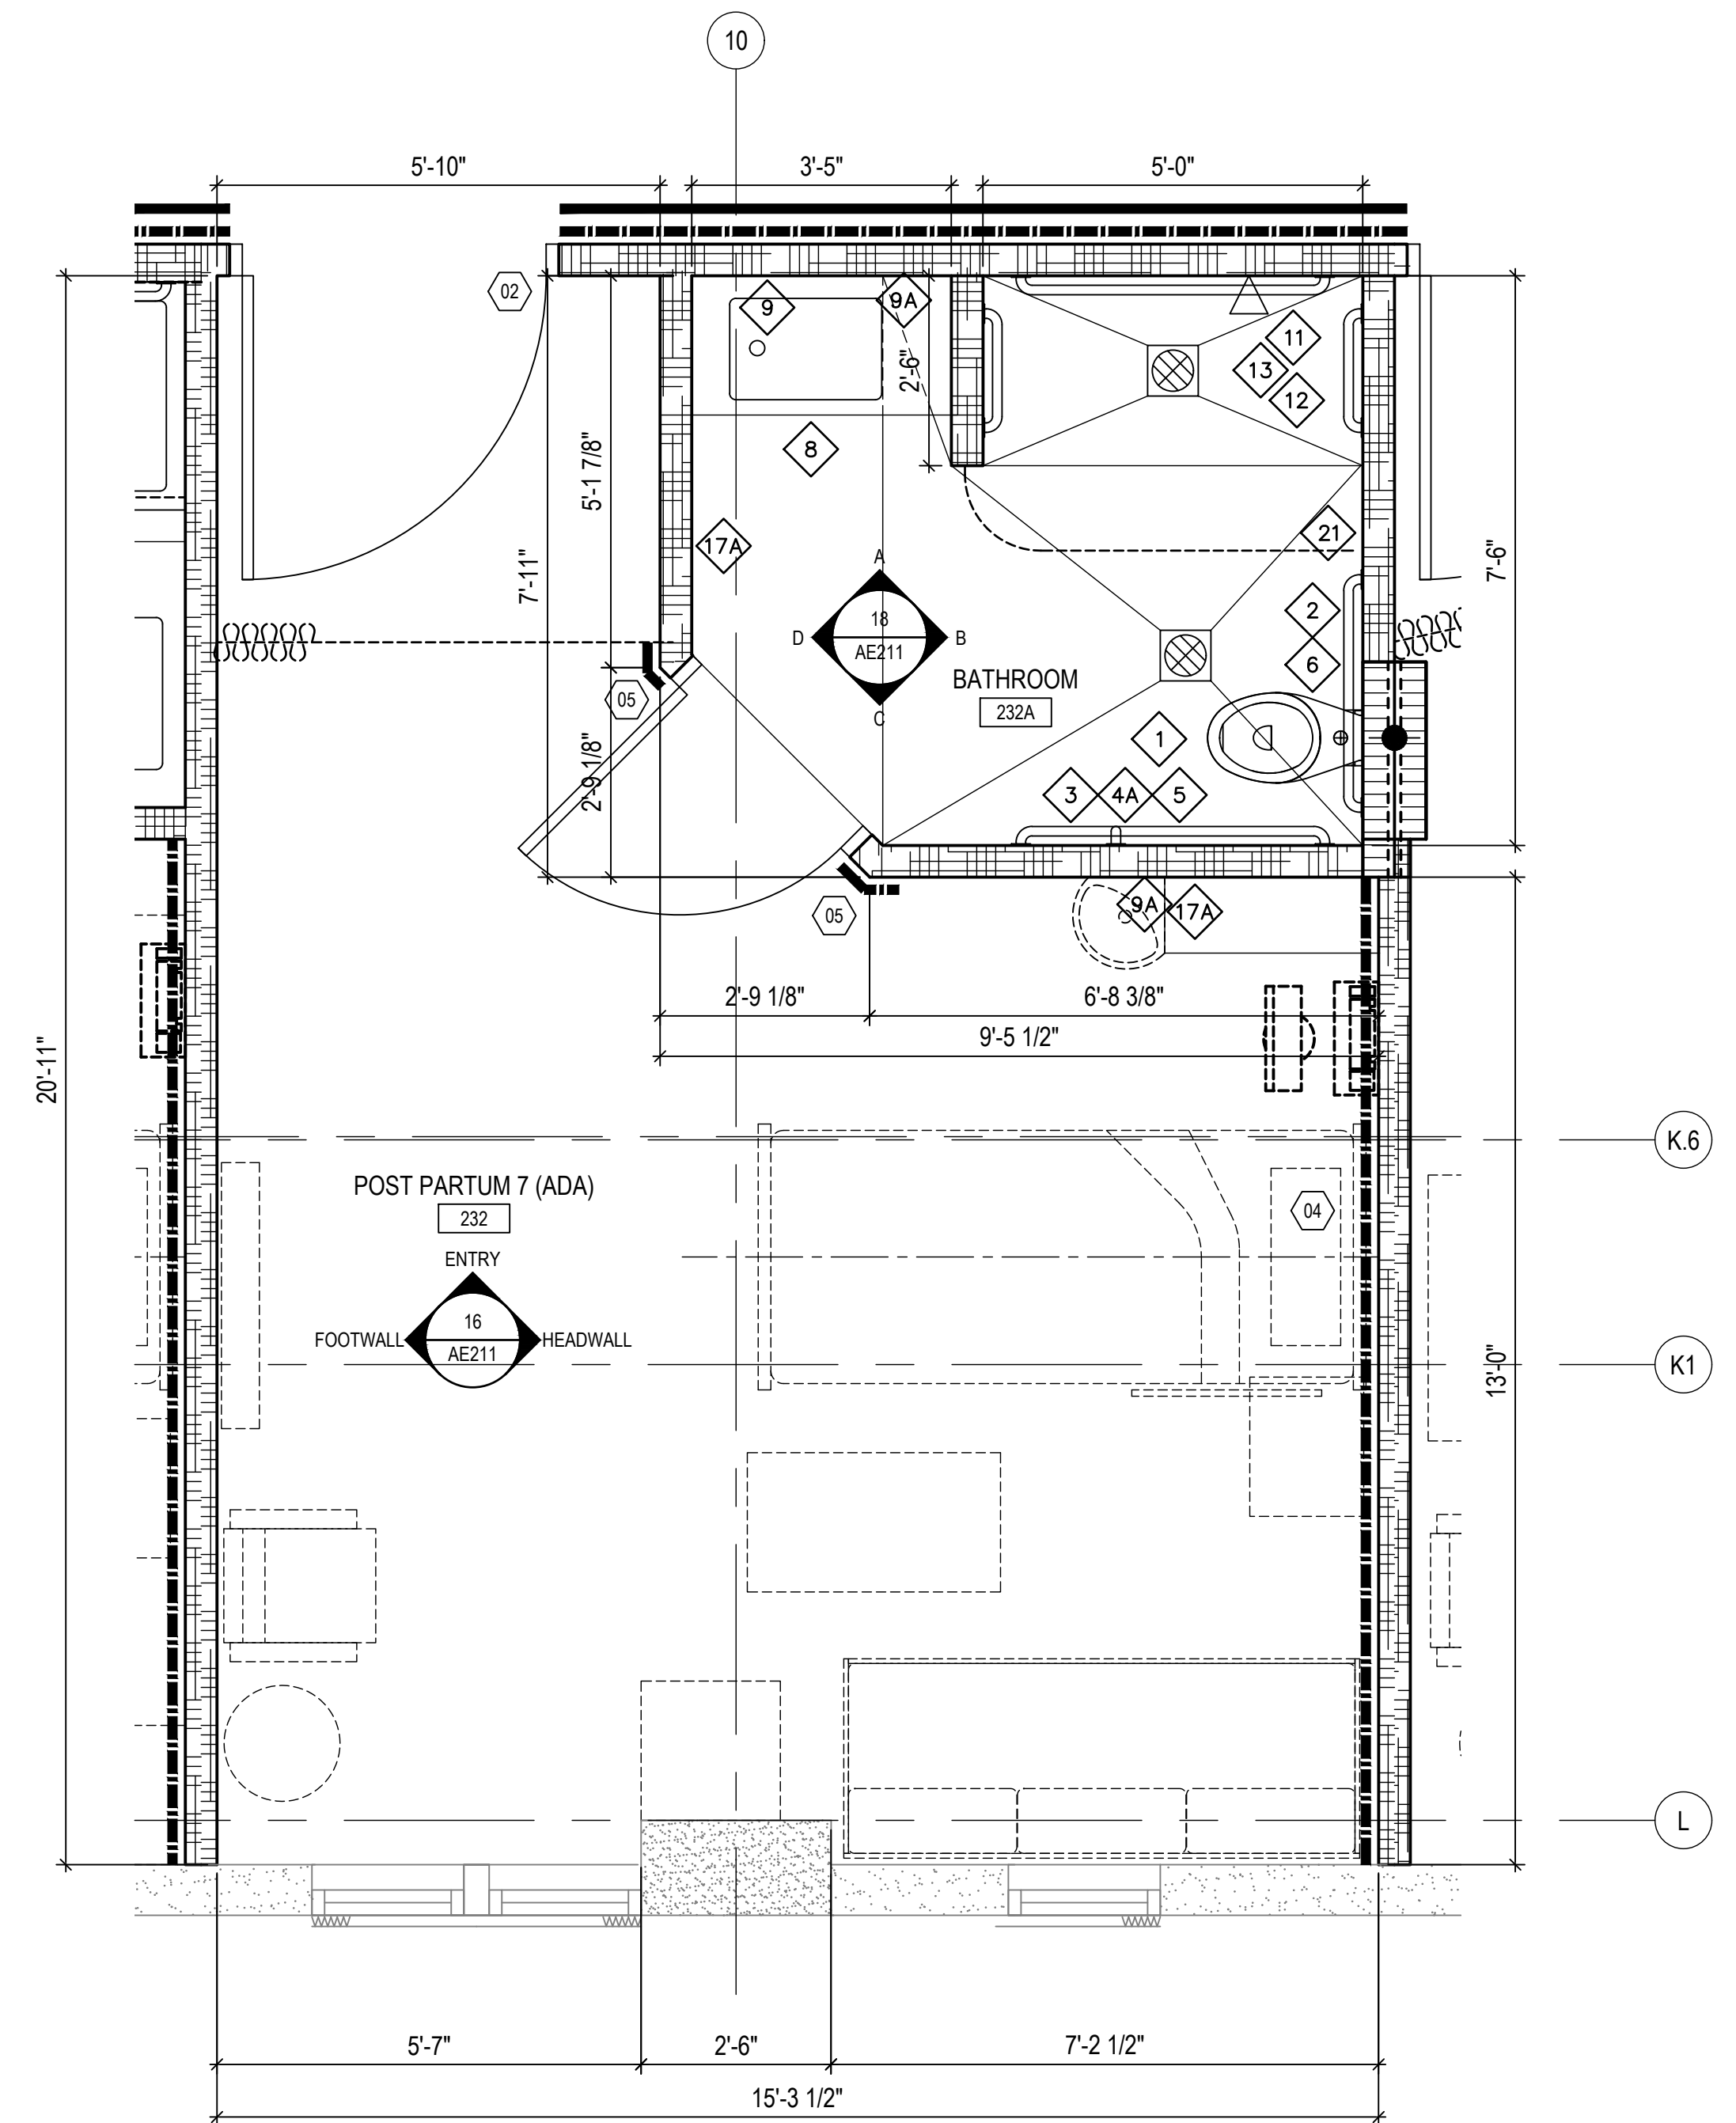 10
5'-10"
3'-5"
5'-0"
02
9
9A
11
13
12
2'-6"
8
5'-1 7/8"
17A
21
7'-11"
7'-6"
A
2
18
D
B
AE211
6
BATHROOM
05
232A
C
1
2'-9 1/8"
3
4A
5
05
9A
17A
2'-9 1/8"
6'-8 3/8"
9'-5 1/2"
20'-11"
K.6
POST PARTUM 7 (ADA)
232
04
ENTRY
16
FOOTWALL
HEADWALL
AE211
K1
13'-0"
L
5'-7"
2'-6"
7'-2 1/2"
15'-3 1/2"